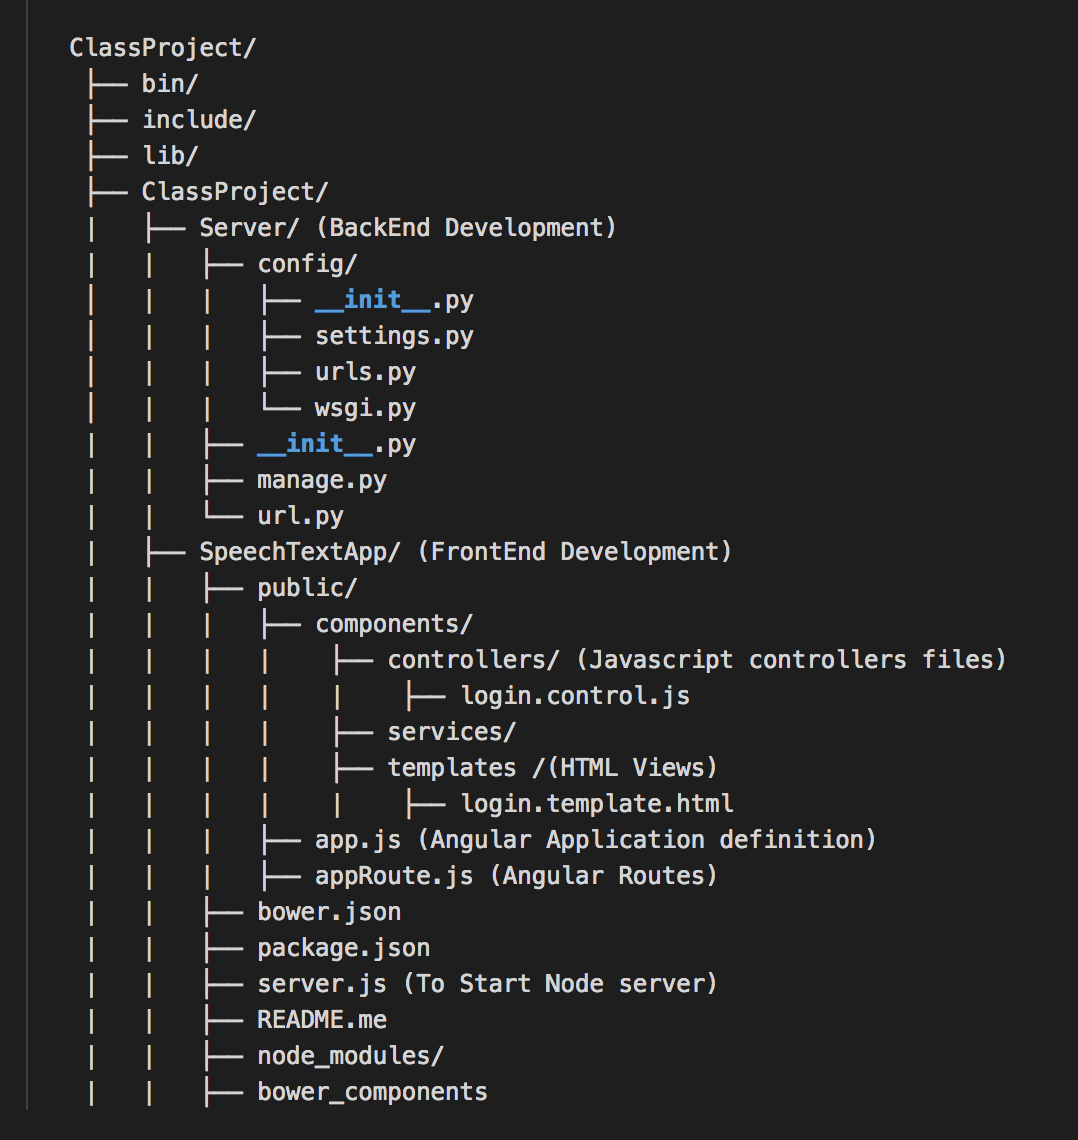 ClassProject/
├── bin/
├── include/
├── lib/
├── ClassProject/
|   ├── Server/ (BackEnd Development)
|   |   ├── config/
|   |   |   ├── __init__.py
|   |   |   ├── settings.py
|   |   |   ├── urls.py
|   |   |   └── wsgi.py
|   |   ├── __init__.py
|   |   ├── manage.py
|   |   └── url.py
|   ├── SpeechTextApp/ (FrontEnd Development)
|   |   ├── public/
|   |   |   ├── components/
|   |   |   |    ├── controllers/ (Javascript controllers files)
|   |   |   |    |    ├── login.control.js
|   |   |   |    ├── services/
|   |   |   |    ├── templates /(HTML Views)
|   |   |   |    |    ├── login.template.html
|   |   |   ├── app.js (Angular Application definition)
|   |   |   ├── appRoute.js (Angular Routes)
|   |   ├── bower.json
|   |   ├── package.json
|   |   ├── server.js (To Start Node server)
|   |   ├── README.me
|   |   ├── node_modules/
|   |   ├── bower_components